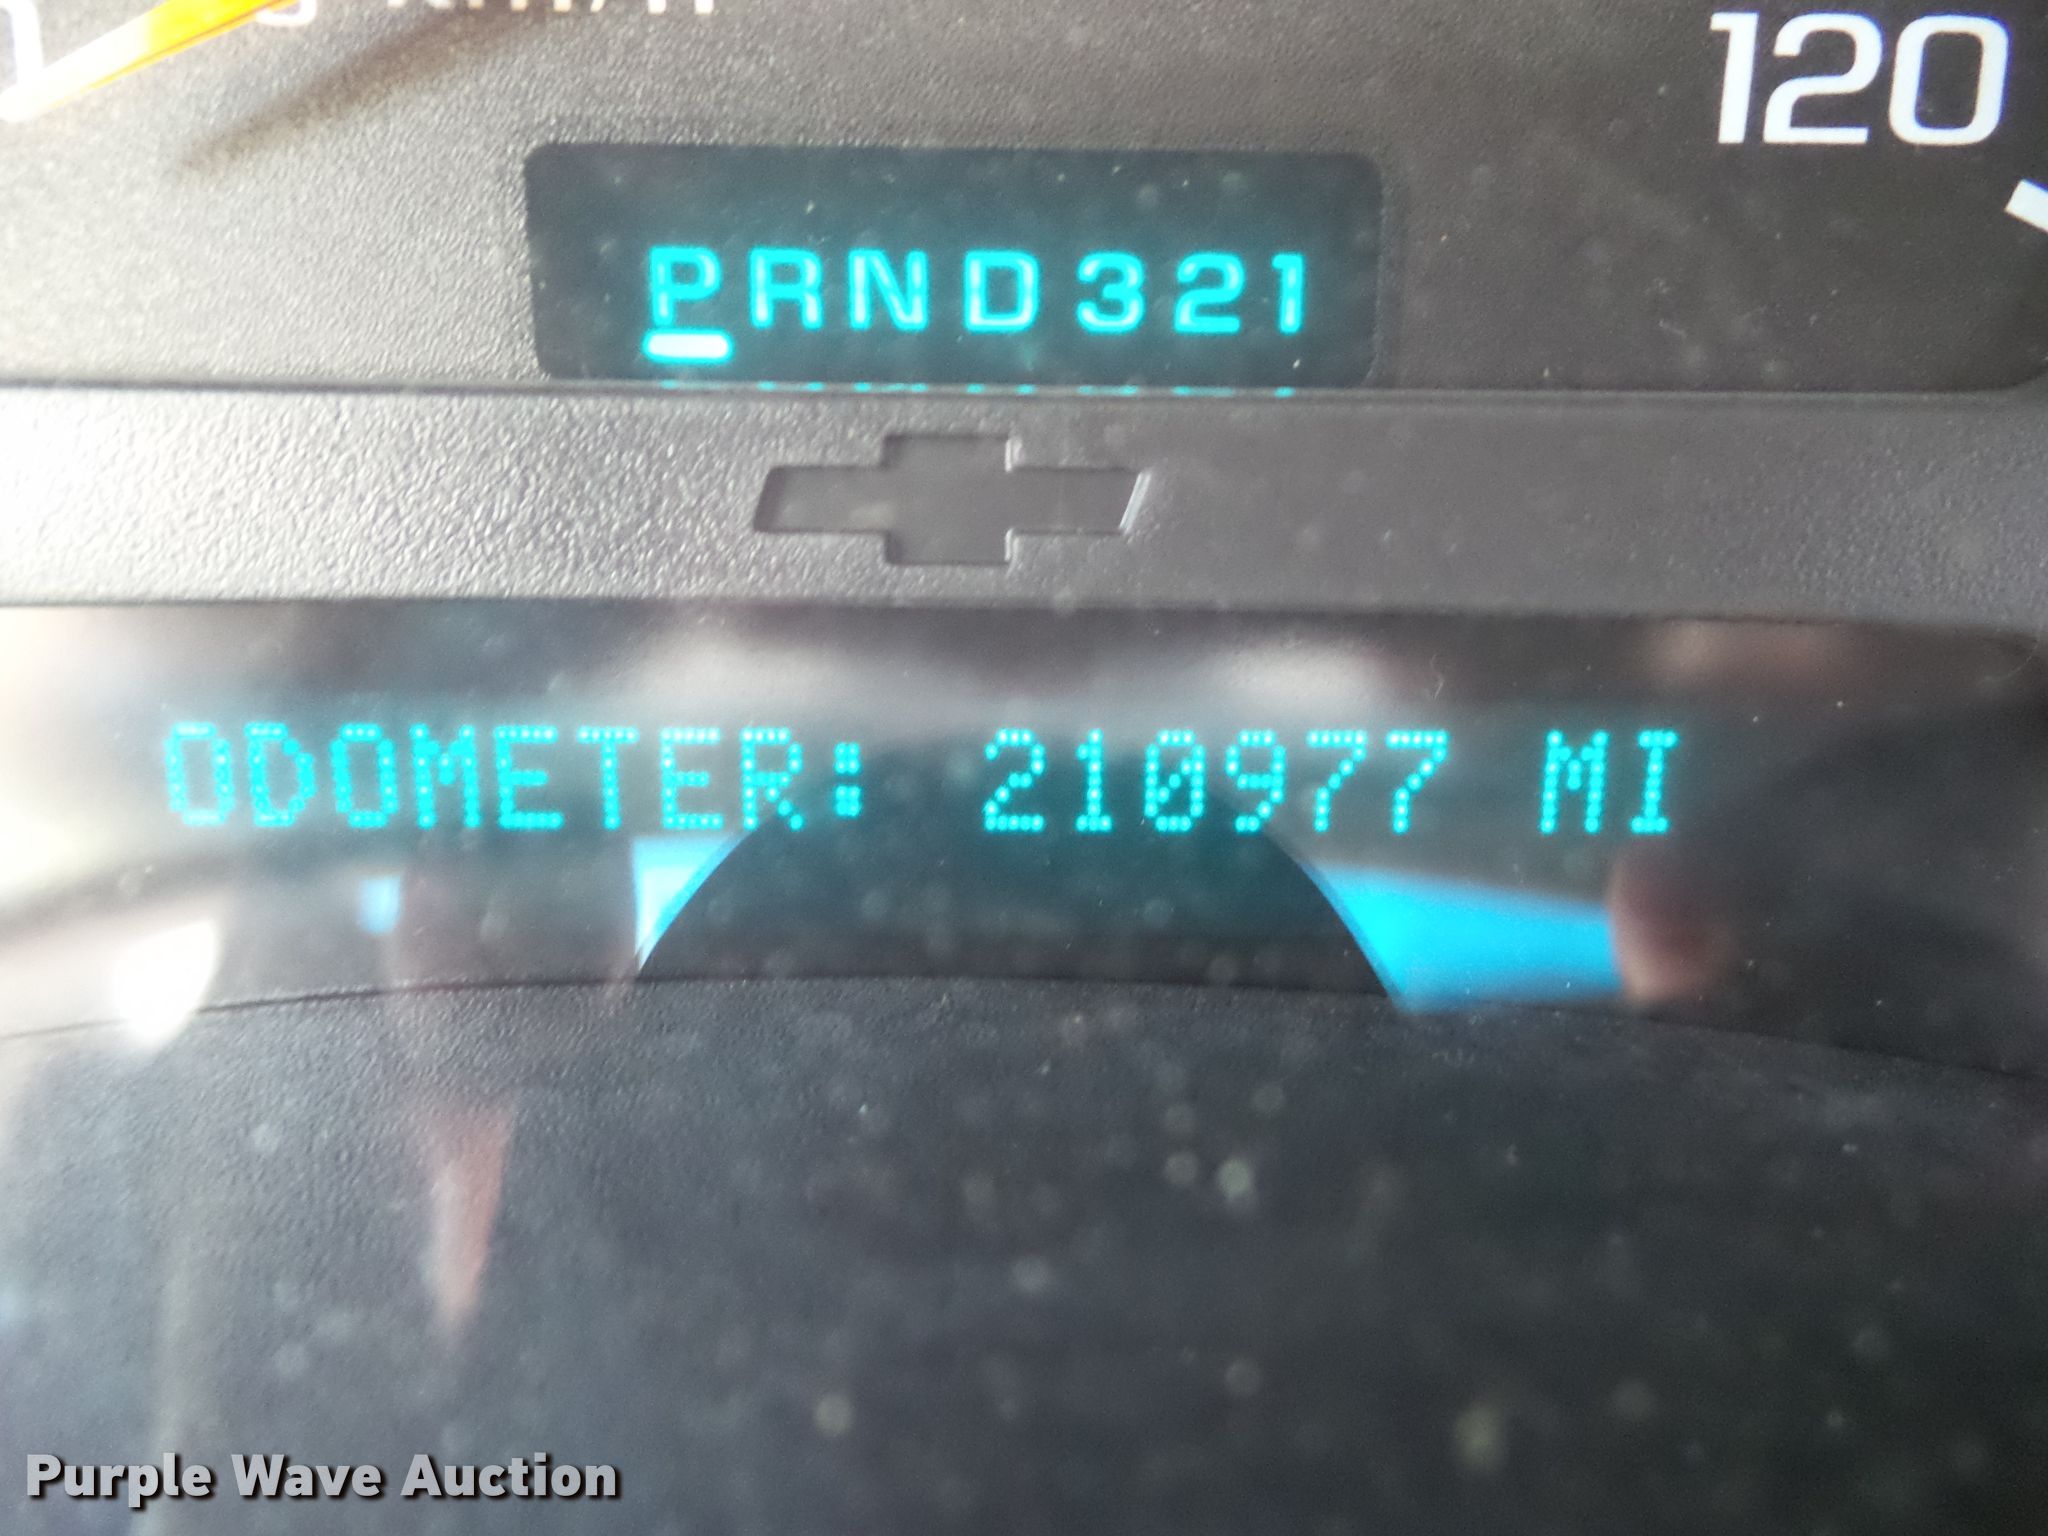 120
PRND321
ODOMETER: 210977 MI
Purple Wave Auction